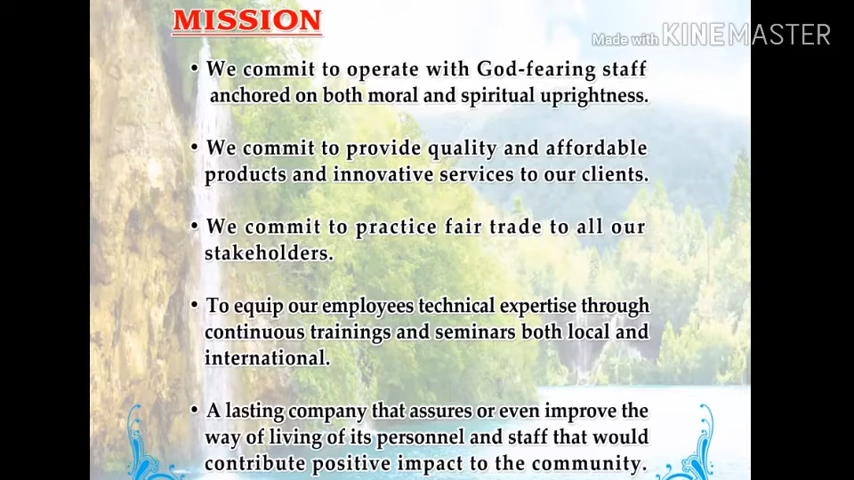 MISSION
Made with KINEMASTER
• We commit to operate with God-fearing staff
anchored on both moral and spiritual uprightness.
• We commit to provide quality and affordable
products and innovative services to our clients.
• We commit to practice fair trade to all our
stakeholders.
• To equip our employees technical expertise through
continuous trainings and seminars both local and
international.
• A lasting company that assures or even improve the
way of living of its personnel and staff that would
contribute positive impact to the community.